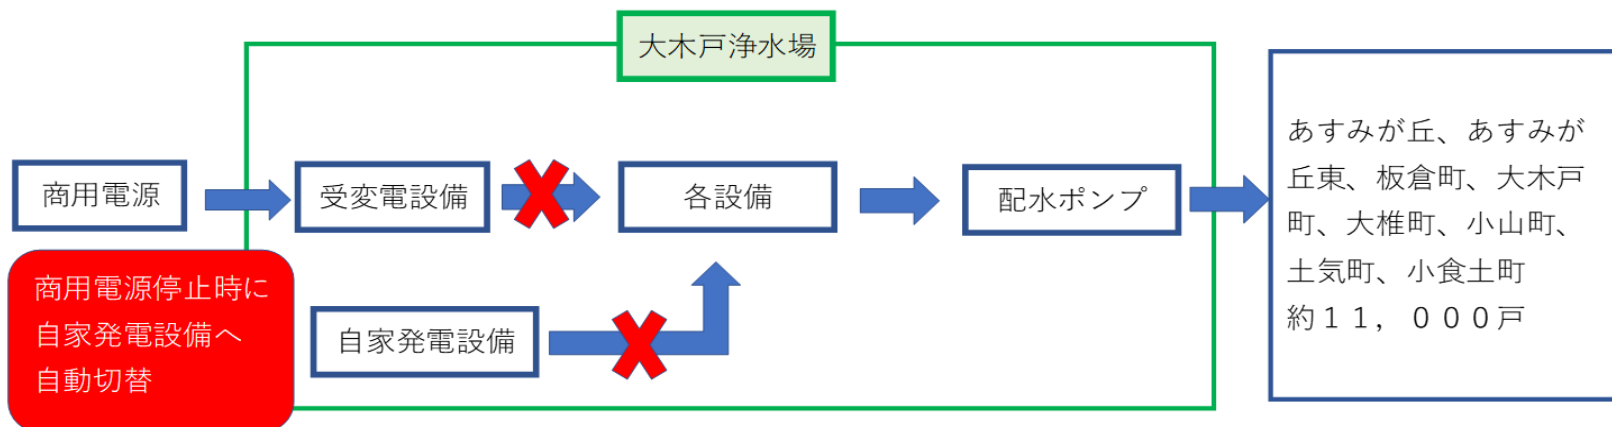 大木戸浄水場
商用電源
受変電設備
各設備
配水ポンプ
あすみが丘、あすみが
丘東、板倉町、大木戸
町、大椎町、小山町、
土気町、小食土町
約１１，０００戸
商用電源停止時に
自家発電設備へ
自動切替
自家発電設備